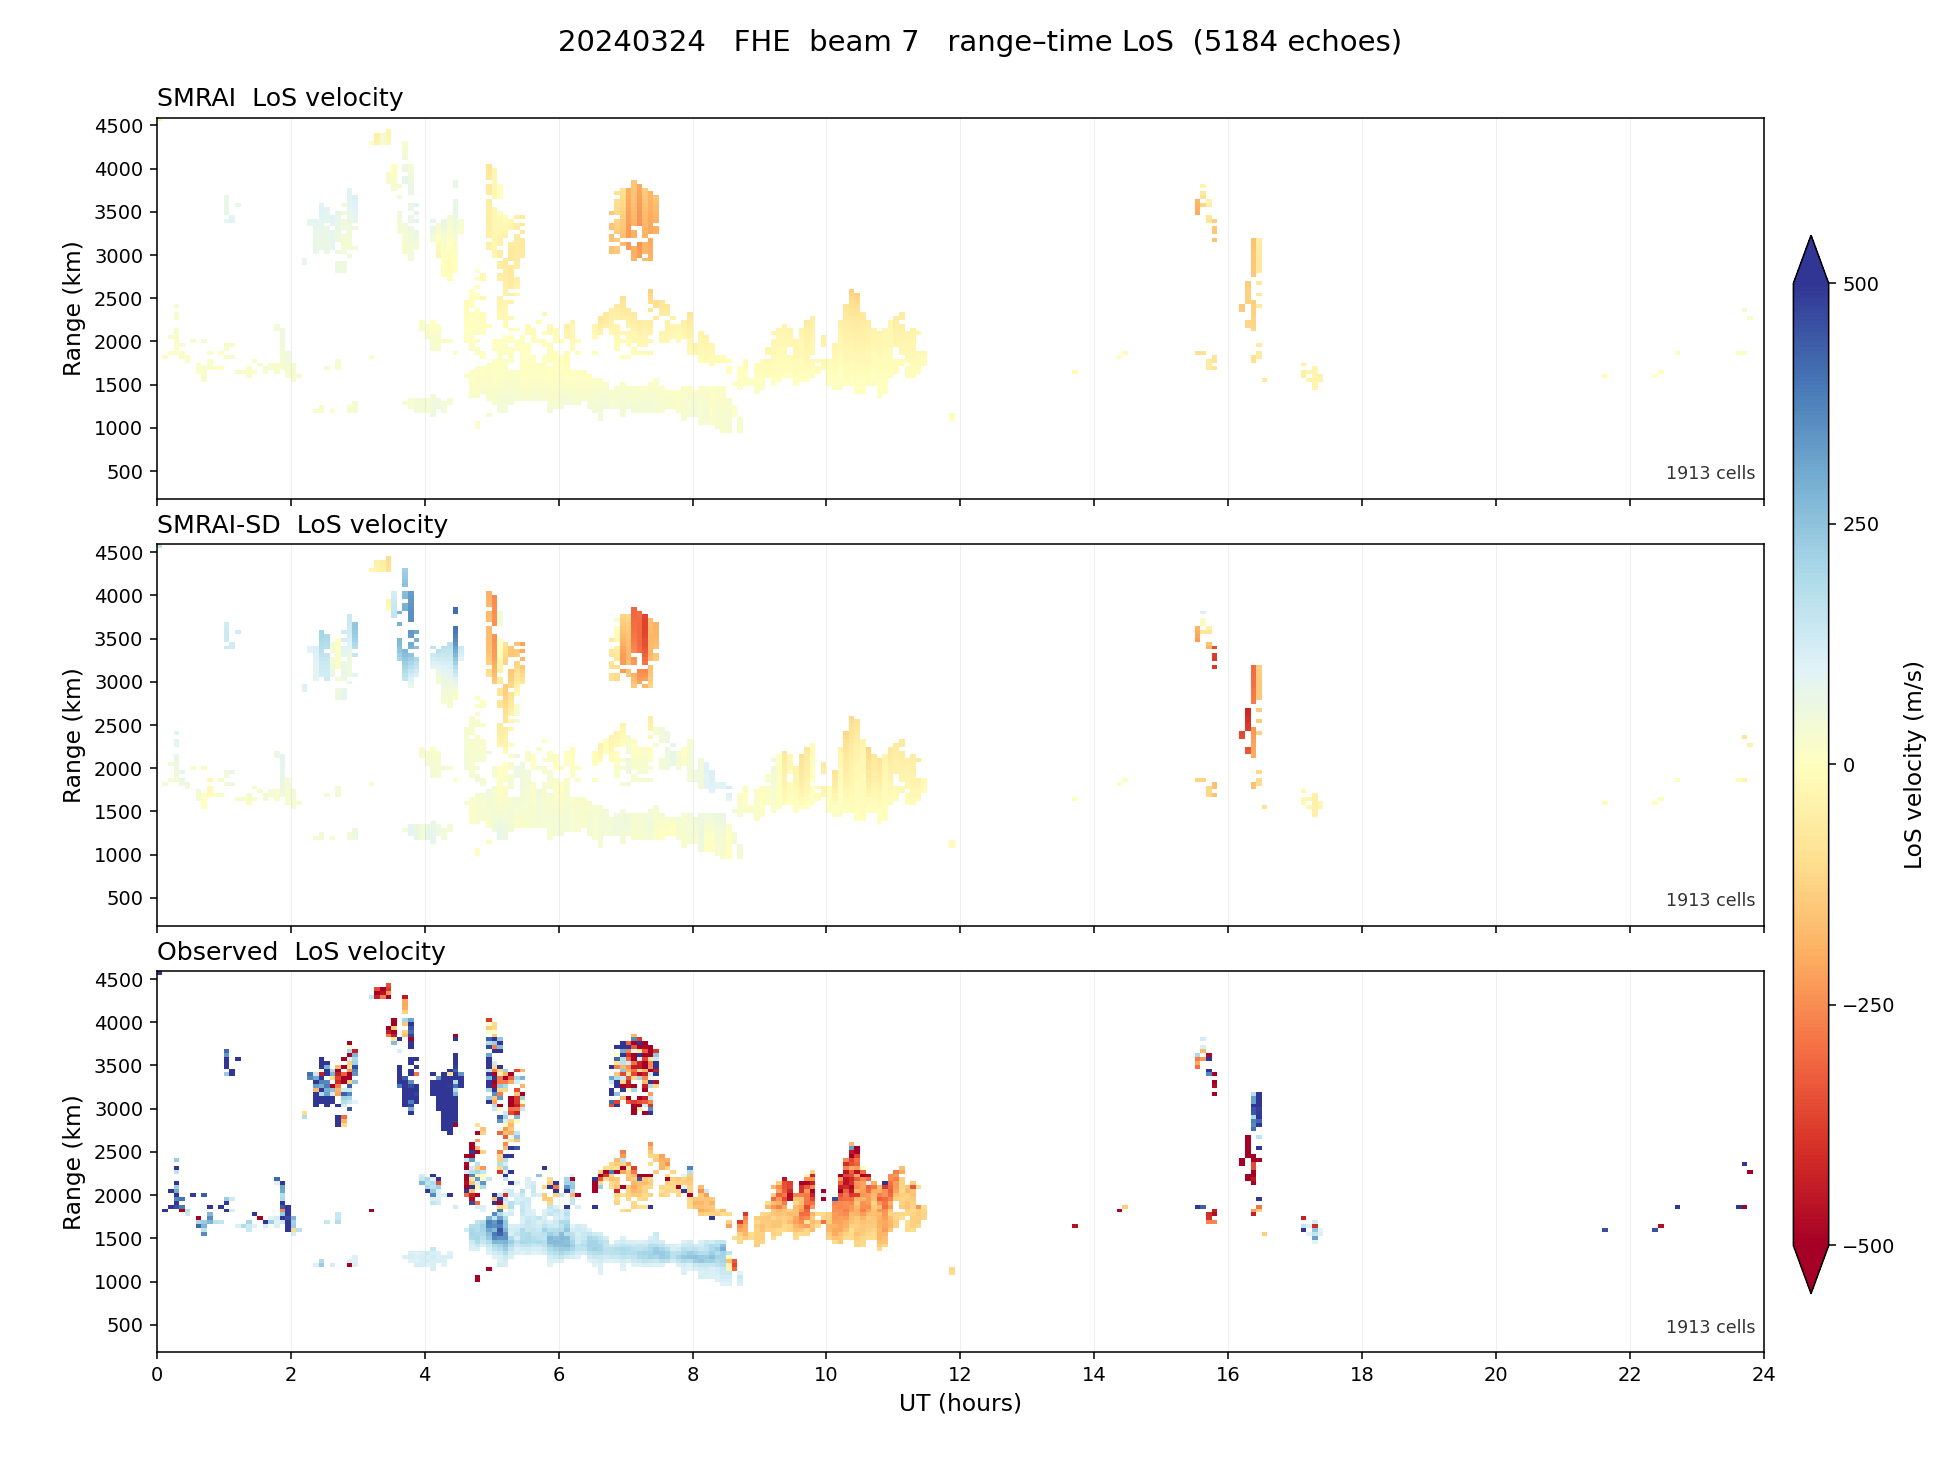 20240324   FHE  beam 7   range–time LoS  (5184 echoes)
SMRAI  LoS velocity
4500
4000
3500
3000
2500
2000
1500
1000
500
Range (km)
1913 cells
SMRAI-SD  LoS velocity
4500
4000
3500
3000
2500
2000
1500
1000
500
Range (km)
1913 cells
Observed  LoS velocity
4500
4000
3500
3000
2500
2000
1500
1000
500
Range (km)
1913 cells
0 2 4 6 8 10 12 14 16 18 20 22 24
UT (hours)
500
250
0
−250
−500
LoS velocity (m/s)